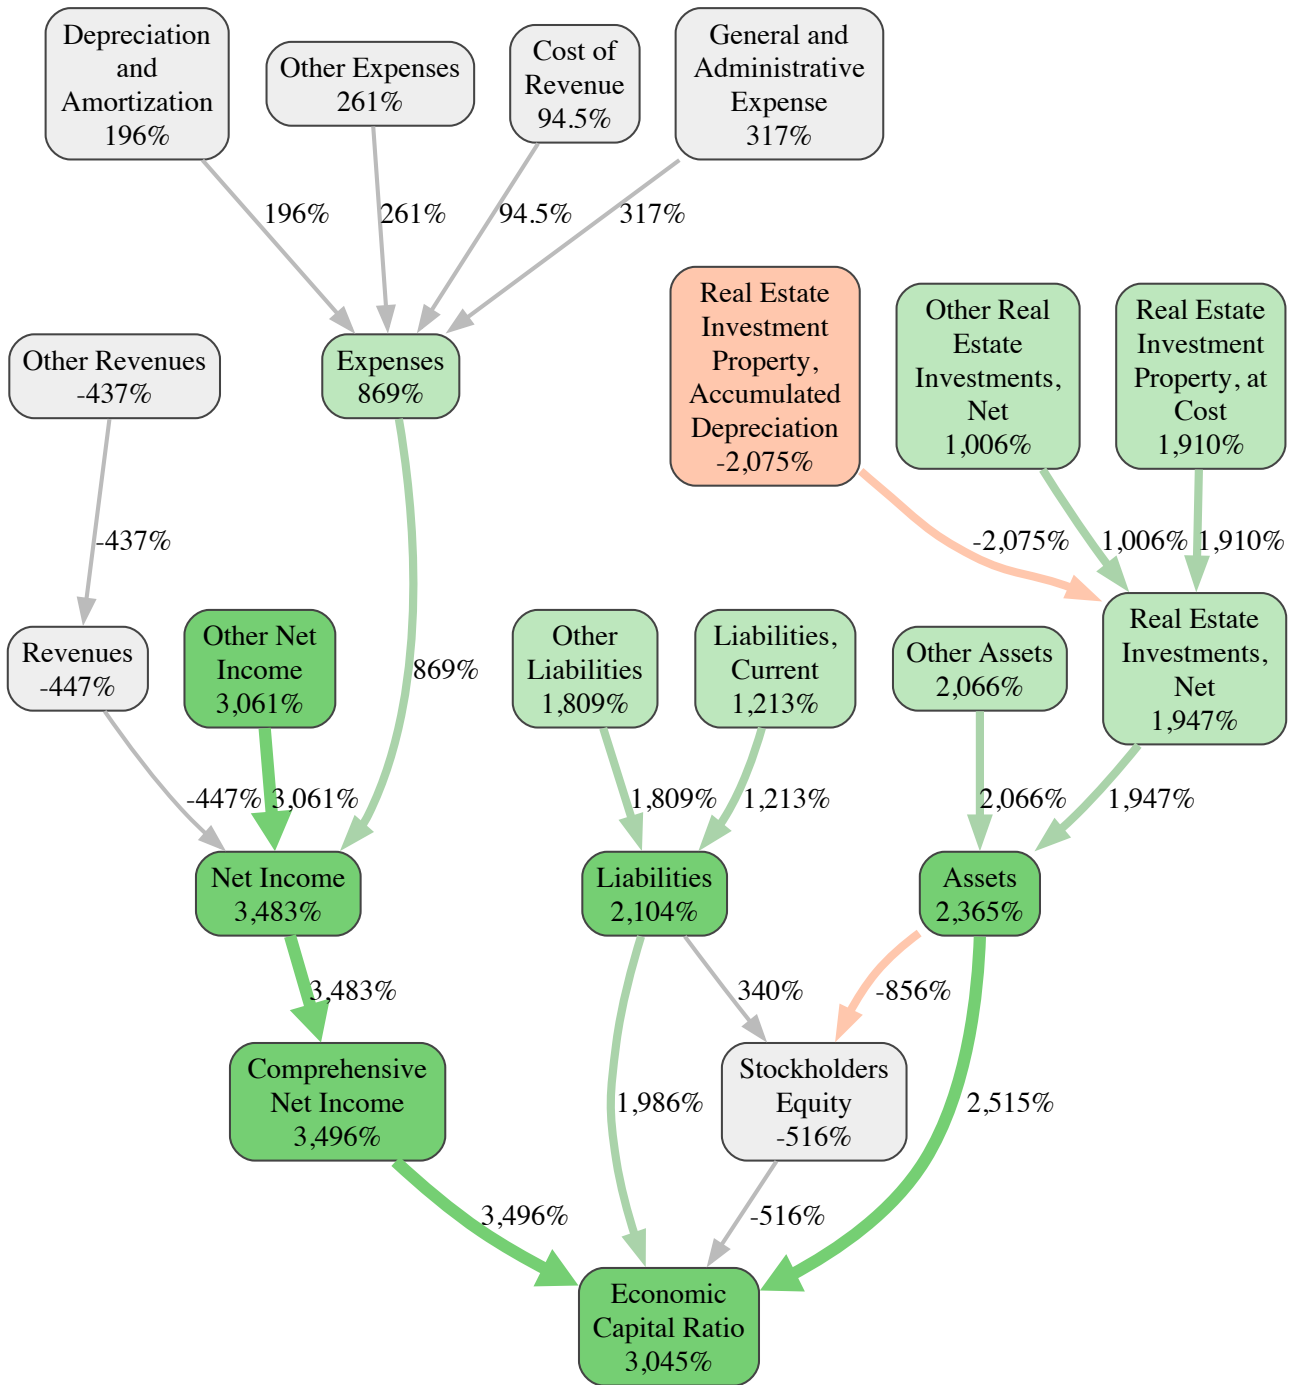 Depreciation
and
Amortization
196%
Other Expenses
261%
Cost of
Revenue
94.5%
General and
Administrative
Expense
317%
196%
261%
94.5%
317%
Other Revenues
-437%
Expenses
869%
Real Estate
Investment
Property,
Accumulated
Depreciation
-2,075%
Other Real
Estate
Investments,
Net
1,006%
Real Estate
Investment
Property, at
Cost
1,910%
-437%
-2,075%
1,006%
1,910%
Revenues
-447%
Other Net
Income
3,061%
869%
Other
Liabilities
1,809%
Liabilities,
Current
1,213%
Other Assets
2,066%
Real Estate
Investments,
Net
1,947%
-447%
3,061%
1,809%
1,213%
2,066%
1,947%
Net Income
3,483%
Liabilities
2,104%
Assets
2,365%
3,483%
340%
-856%
Comprehensive
Net Income
3,496%
1,986%
Stockholders
Equity
-516%
2,515%
3,496%
-516%
Economic
Capital Ratio
3,045%